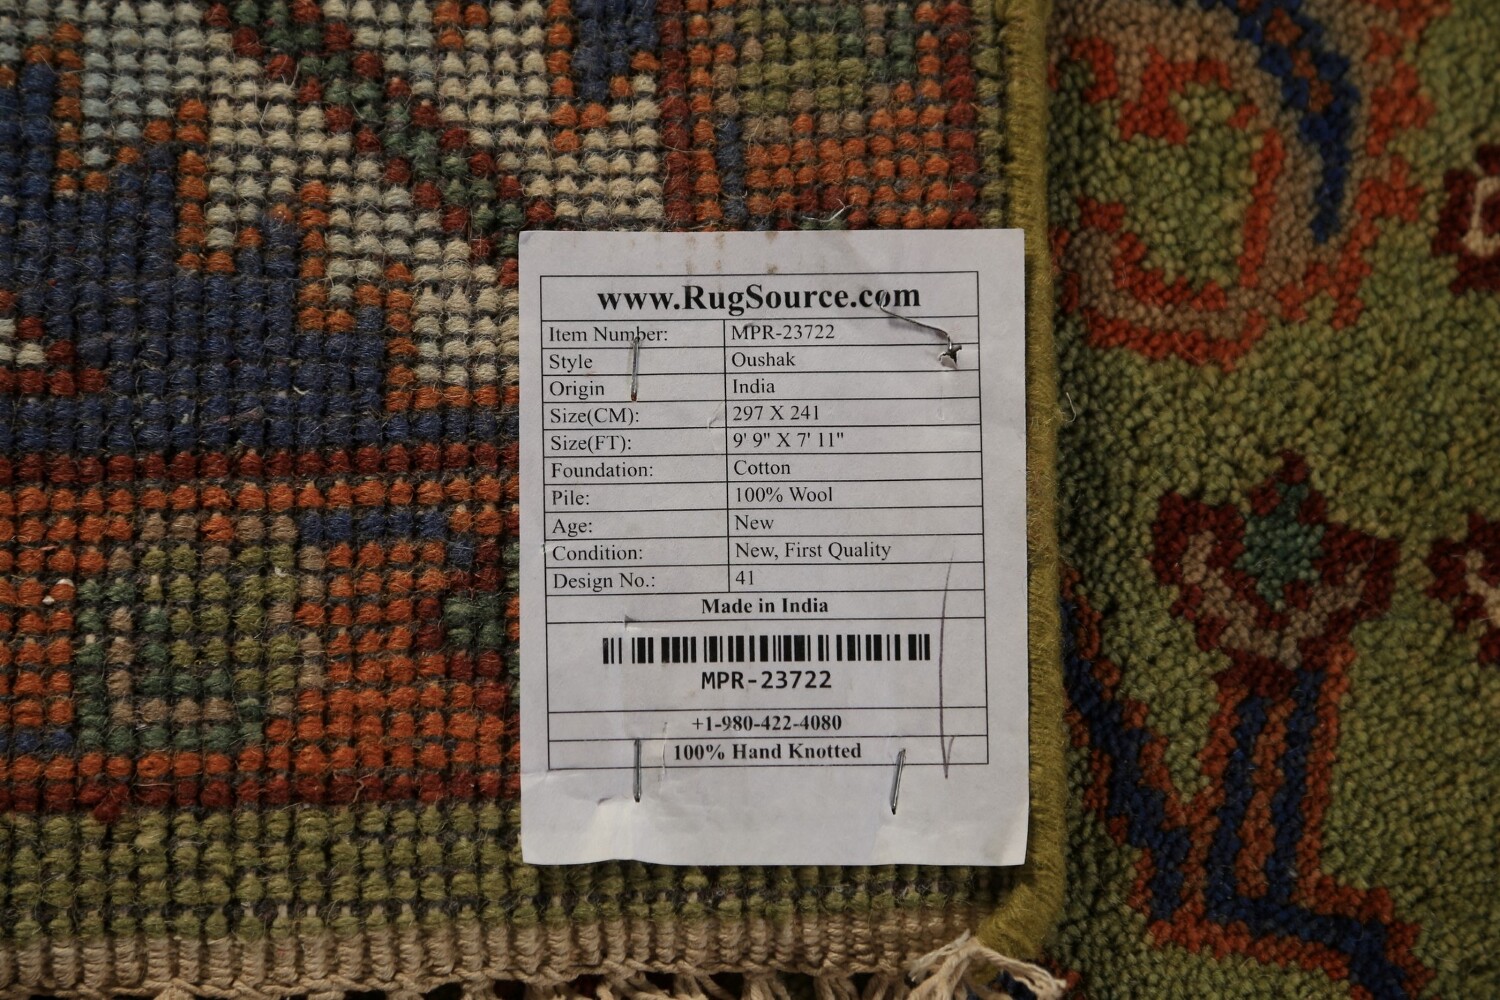 www.RugSource.com
Item Number: MPR-23722
Style Oushak
Origin India
Size(CM): 297 X 241
Size(FT): 9' 9" X 7' 11"
Foundation: Cotton
Pile: 100% Wool
Age: New
Condition: New, First Quality
Design No.: 41
Made in India
MPR-23722
+1-980-422-4080
100% Hand Knotted